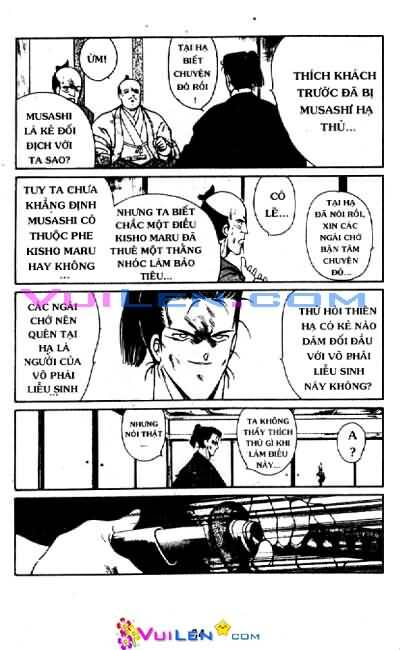 THÍCH KHÁCH
TRƯỚC ĐÃ BỊ
MUSASHI HẠ
THỦ...
TẠI HẠ
BIẾT
CHUYỆN
ĐÓ RỒI!
ỪM!
MUSASHI
LÀ KẺ ĐỐI
ĐỊCH VỚI
TA SAO?
TẠI HẠ
ĐÃ NÓI RỒI,
XIN CÁC
NGÀI CHỚ
BẬN TÂM
CHUYỆN
ĐÓ...
CÓ
LẼ...
NHƯNG TA BIẾT
CHẮC MỘT ĐIỀU
KISHO MARU ĐÃ
THUÊ MỘT THẰNG
NHÓC LÀM BẢO
TIÊU...
TUY TA CHƯA
KHẲNG ĐỊNH
MUSASHI CÓ
THUỘC PHE
KISHO MARU
HAY KHÔNG
...
VUILEN.COM
THỬ HỎI THIÊN
HẠ CÓ KẺ NÀO
DÁM ĐỐI ĐẦU
VỚI VÕ PHÁI
LIỄU SINH
NÀY KHÔNG?
CÁC NGÀI
CHỚ NÊN
QUÊN TẠI
HẠ LÀ
NGƯỜI CỦA
VÕ PHÁI
LIỄU SINH
A
?
TA KHÔNG
THẤY THÍCH
THÚ GÌ KHI
LÀM ĐIỀU
NÀY...
NHƯNG
NÓI THẬT
...
VUILEN.COM